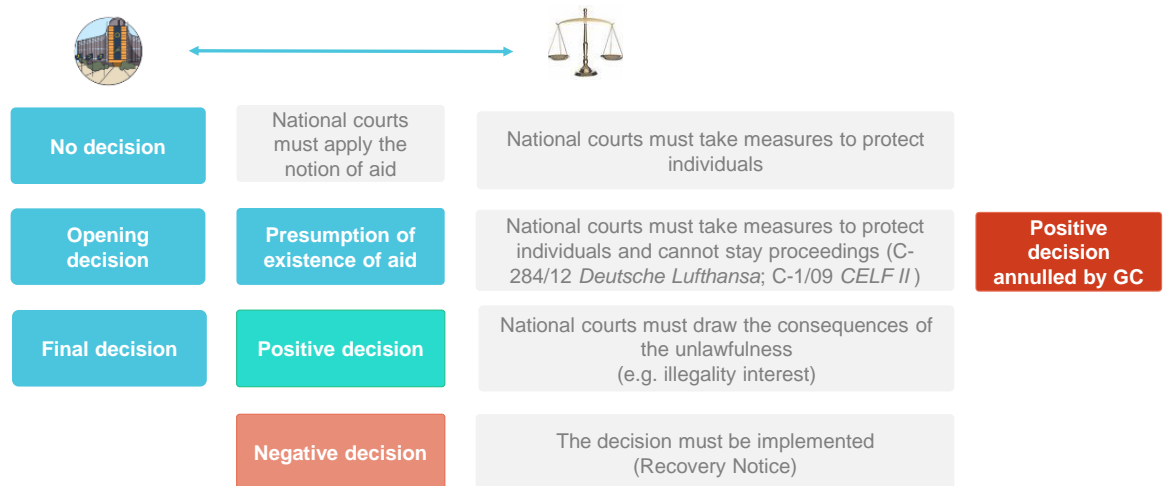 No decision
National courts
must apply the
notion of aid
National courts must take measures to protect
individuals
Opening
decision
Presumption of
existence of aid
National courts must take measures to protect
individuals and cannot stay proceedings (C-
284/12 Deutsche Lufthansa; C-1/09 CELF II )
Positive
decision
annulled by GC
Final decision
Positive decision
National courts must draw the consequences of
the unlawfulness
(e.g. illegality interest)
Negative decision
The decision must be implemented
(Recovery Notice)